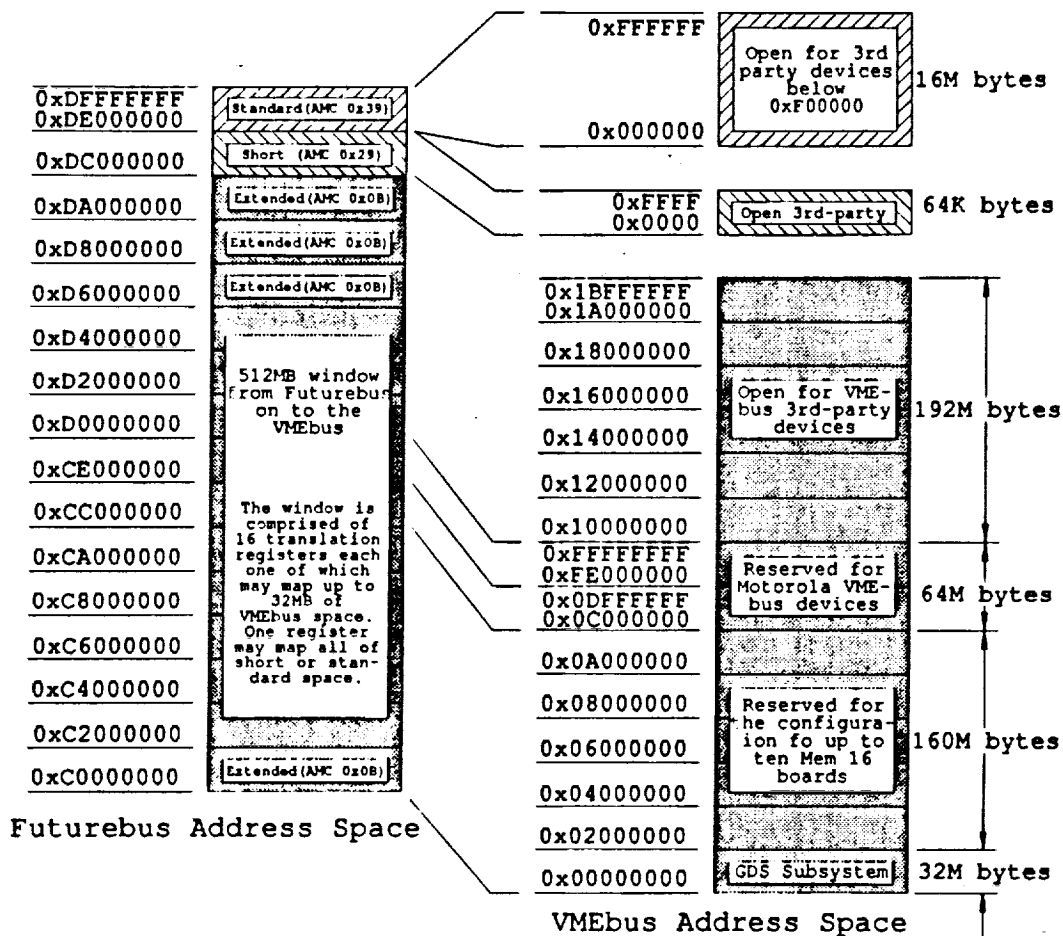 0xDFFFFFFF
0xDE000000
0xDC000000
0xDA000000
0xD8000000
0xD6000000
0xD4000000
0xD2000000
0xD0000000
0xCE000000
0xCC000000
0xCA000000
0xC8000000
0xC6000000
0xC4000000
0xC2000000
0xC0000000
Standard(AMC 0x39)
Short (AMC 0x29)
Extended(AMC 0x0B)
Extended(AMC 0x0B)
Extended(AMC 0x0B)
512MB window
from Futurebus
on to the
VMEbus
The window is
comprised of
16 translation
registers each
one of which
may map up to
32MB of
VMEbus space.
One register
may map all of
short or stan-
dard space.
Extended(AMC 0x0B)
Futurebus Address Space
0xFFFFFF
0x000000
Open for 3rd
party devices
below
0xF00000
16M bytes
0xFFFF
0x0000
Open 3rd-party
64K bytes
0x1BFFFFFF
0x1A000000
0x18000000
0x16000000
0x14000000
0x12000000
0x10000000
0xFFFFFFFF
0xFE000000
0x0DFFFFFF
0x0C000000
0x0A000000
0x08000000
0x06000000
0x04000000
0x02000000
0x00000000
Open for VME-
bus 3rd-party
devices
192M bytes
Reserved for
Motorola VME-
bus devices
64M bytes
Reserved for
he configura-
ion fo up to
ten Mem 16
boards
160M bytes
GDS Subsystem
32M bytes
VMEbus Address Space